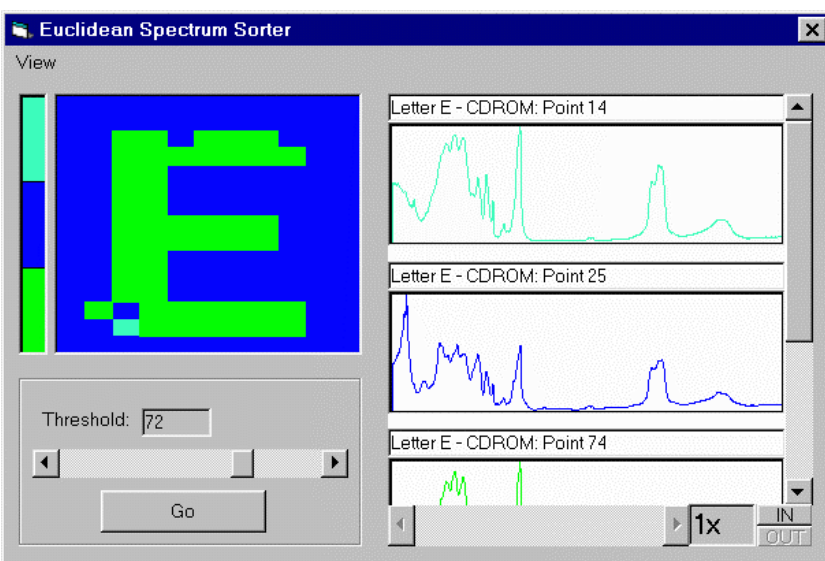 Euclidean Spectrum Sorter
View
Letter E - CDROM: Point 14
Letter E - CDROM: Point 25
Threshold: 72
Letter E - CDROM: Point 74
Go
1x
IN
OUT